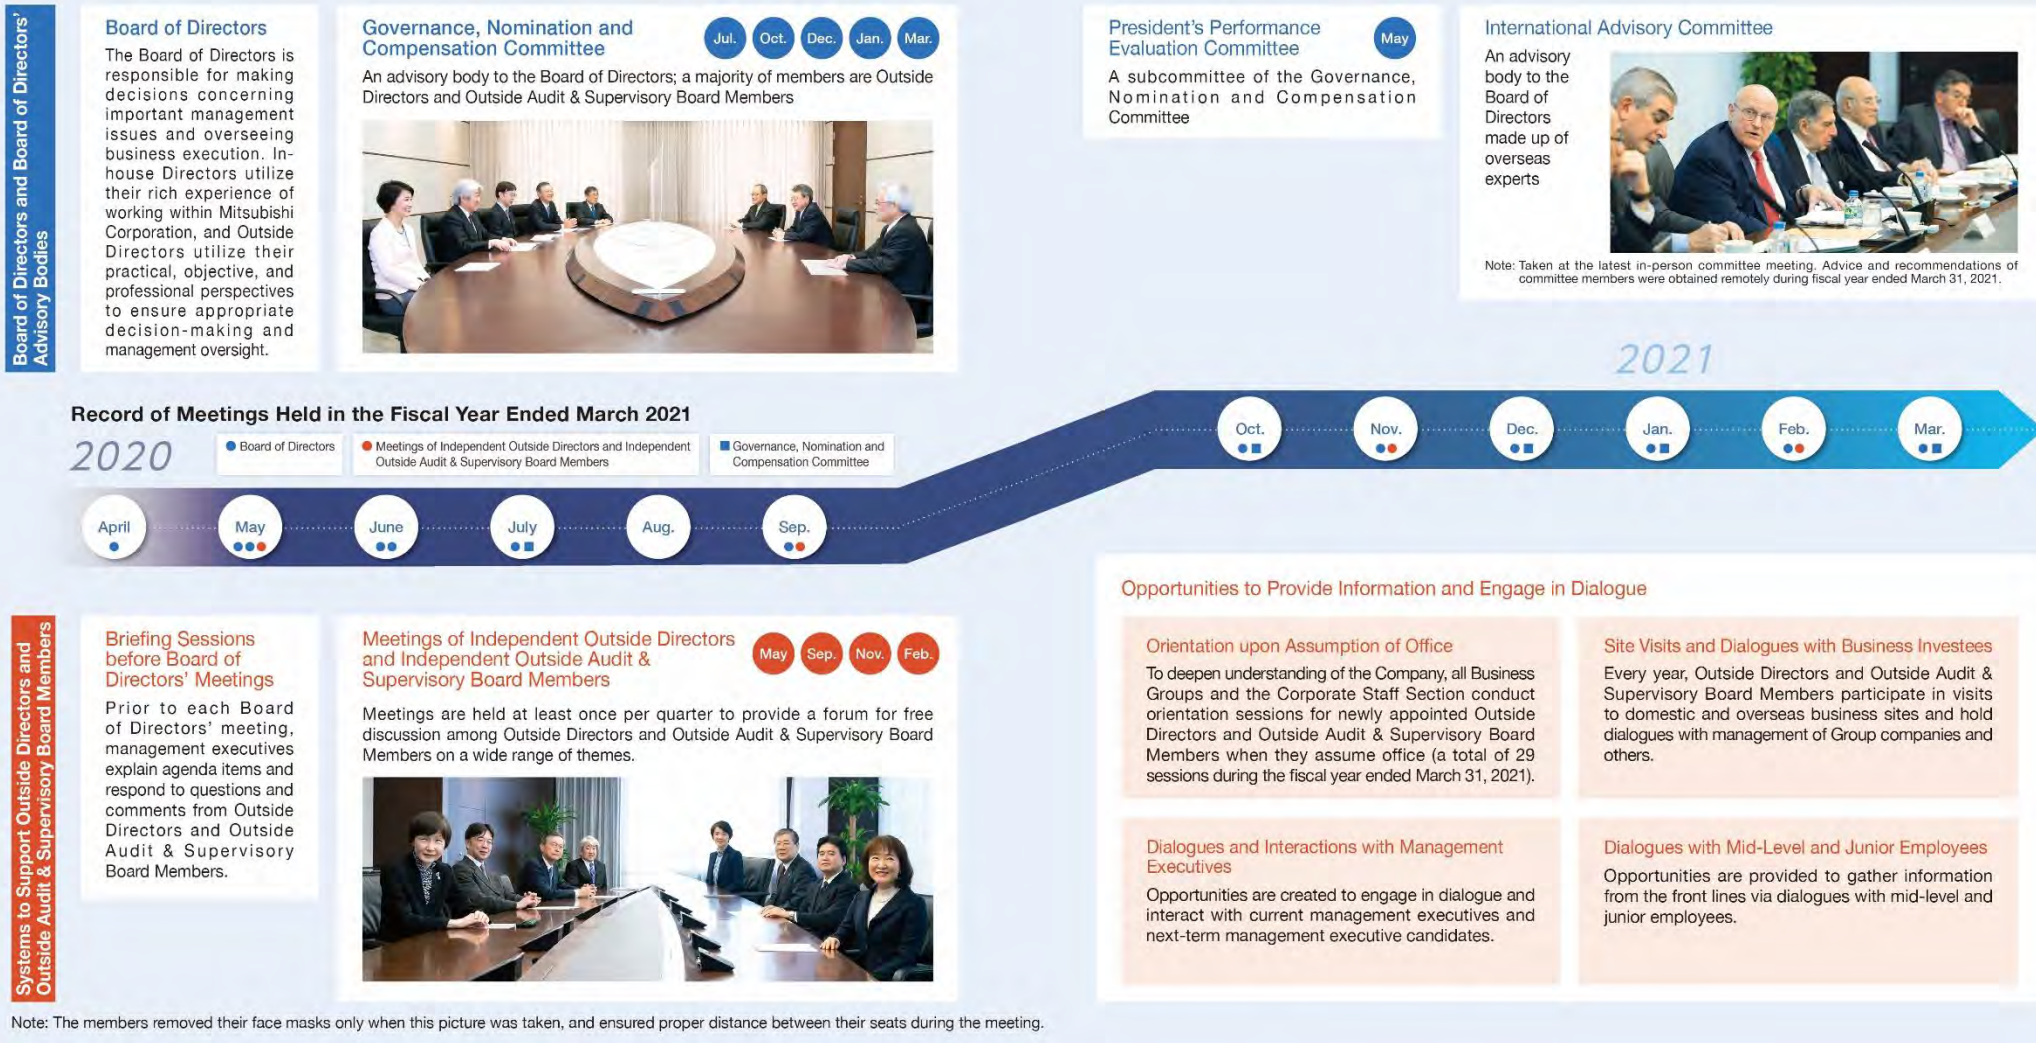 Board of Directors and Board of Directors'
Advisory Bodies
Board of Directors
The Board of Directors is
responsible for making
decisions concerning
important management
issues and overseeing
business execution. In-
house Directors utilize
their rich experience of
working within Mitsubishi
Corporation, and Outside
Directors utilize their
practical, objective, and
professional perspectives
to ensure appropriate
decision-making and
management oversight.
Governance, Nomination and
Compensation Committee
Jul. Oct. Dec. Jan. Mar.
An advisory body to the Board of Directors; a majority of members are Outside
Directors and Outside Audit & Supervisory Board Members
President's Performance
Evaluation Committee
May
A subcommittee of the Governance,
Nomination and Compensation
Committee
International Advisory Committee
An advisory
body to the
Board of
Directors
made up of
overseas
experts
Note: Taken at the latest in-person committee meeting. Advice and recommendations of
committee members were obtained remotely during fiscal year ended March 31, 2021.
Record of Meetings Held in the Fiscal Year Ended March 2021
2020
Board of Directors
Meetings of Independent Outside Directors and Independent
Outside Audit & Supervisory Board Members
Governance, Nomination and
Compensation Committee
April May June July Aug. Sep.
2021
Oct. Nov. Dec. Jan. Feb. Mar.
Systems to Support Outside Directors and
Outside Audit & Supervisory Board Members
Briefing Sessions
before Board of
Directors' Meetings
Prior to each Board
of Directors' meeting,
management executives
explain agenda items and
respond to questions and
comments from Outside
Directors and Outside
Audit & Supervisory
Board Members.
Meetings of Independent Outside Directors
and Independent Outside Audit &
Supervisory Board Members
May Sep. Nov. Feb.
Meetings are held at least once per quarter to provide a forum for free
discussion among Outside Directors and Outside Audit & Supervisory Board
Members on a wide range of themes.
Opportunities to Provide Information and Engage in Dialogue
Orientation upon Assumption of Office
To deepen understanding of the Company, all Business
Groups and the Corporate Staff Section conduct
orientation sessions for newly appointed Outside
Directors and Outside Audit & Supervisory Board
Members when they assume office (a total of 29
sessions during the fiscal year ended March 31, 2021).
Site Visits and Dialogues with Business Investees
Every year, Outside Directors and Outside Audit &
Supervisory Board Members participate in visits
to domestic and overseas business sites and hold
dialogues with management of Group companies and
others.
Dialogues and Interactions with Management
Executives
Opportunities are created to engage in dialogue and
interact with current management executives and
next-term management executive candidates.
Dialogues with Mid-Level and Junior Employees
Opportunities are provided to gather information
from the front lines via dialogues with mid-level and
junior employees.
Note: The members removed their face masks only when this picture was taken, and ensured proper distance between their seats during the meeting.